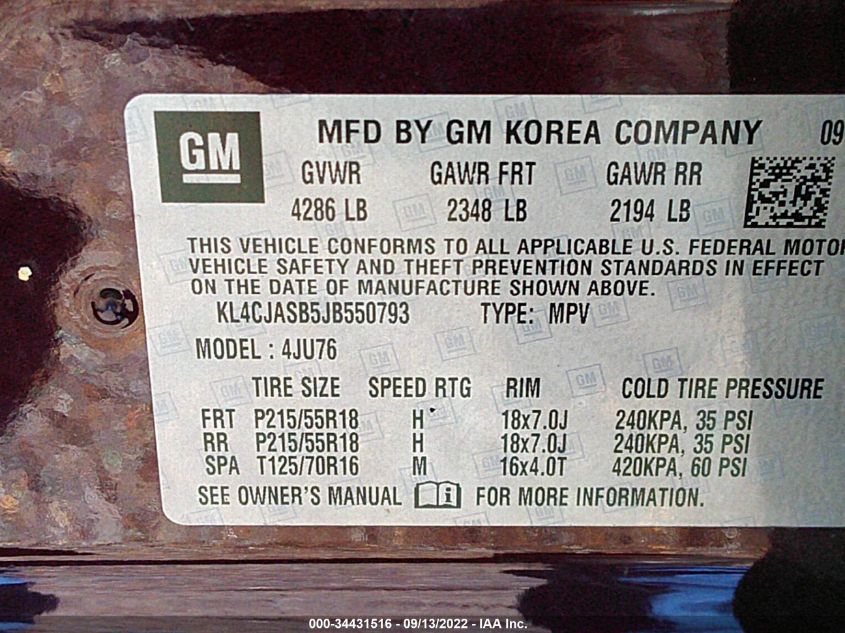 GM MFD BY GM KOREA COMPANY 09
GVWR GAWR FRT GAWR RR
4286 LB 2348 LB 2194 LB
THIS VEHICLE CONFORMS TO ALL APPLICABLE U.S. FEDERAL MOTOR
VEHICLE SAFETY AND THEFT PREVENTION STANDARDS IN EFFECT
ON THE DATE OF MANUFACTURE SHOWN ABOVE.
KL4CJASB5JB550793 TYPE: MPV
MODEL : 4JU76
TIRE SIZE SPEED RTG RIM COLD TIRE PRESSURE
FRT P215/55R18 H 18x7.0J 240KPA, 35 PSI
RR P215/55R18 H 18x7.0J 240KPA, 35 PSI
SPA T125/70R16 M 16x4.0T 420KPA, 60 PSI
SEE OWNER'S MANUAL i FOR MORE INFORMATION.
000-34431516 - 09/13/2022 - IAA Inc.